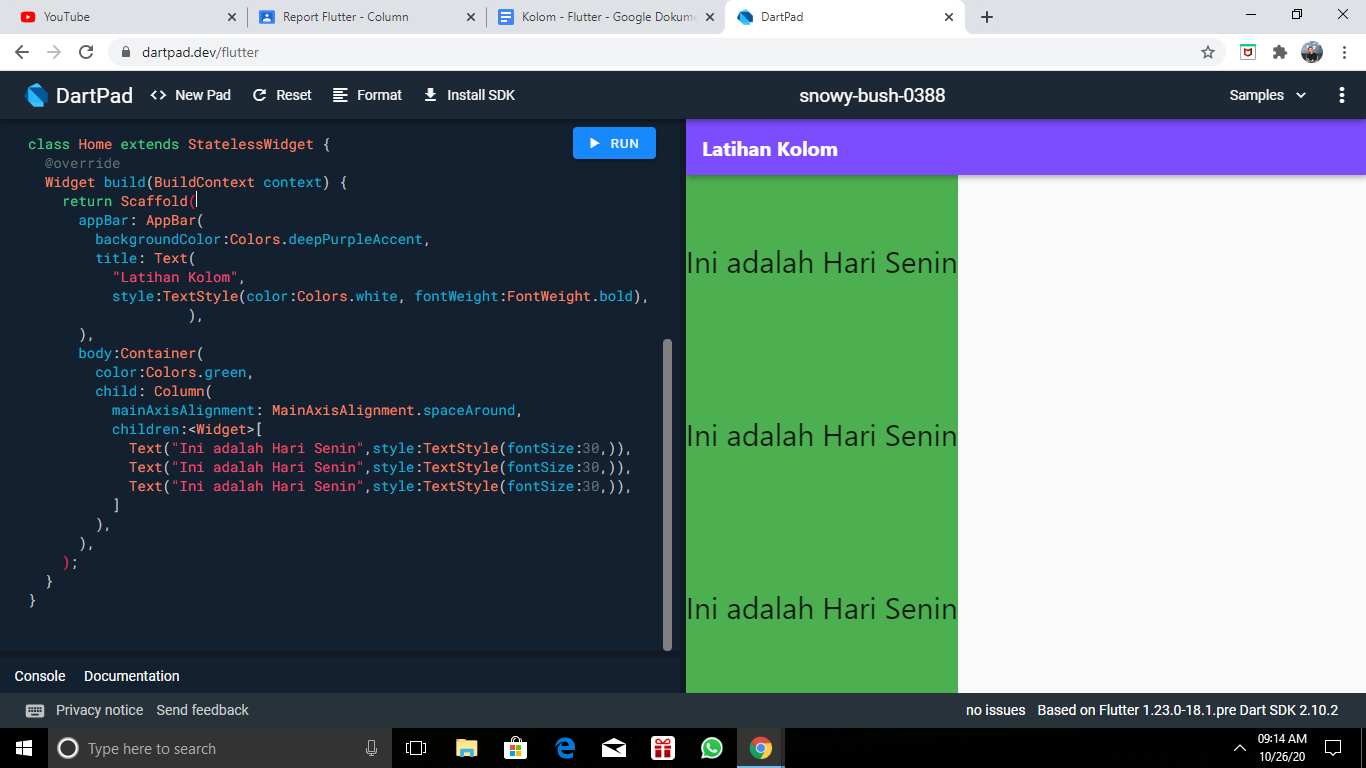 YouTube
Report Flutter - Column
Kolom - Flutter - Google Dokume
DartPad
dartpad.dev/flutter
DartPad
<> New Pad
Reset
Format
Install SDK
snowy-bush-0388
Samples
class Home extends StatelessWidget {
@override
Widget build(BuildContext context) {
return Scaffold(
appBar: AppBar(
backgroundColor:Colors.deepPurpleAccent,
title: Text(
"Latihan Kolom",
style:TextStyle(color:Colors.white, fontWeight:FontWeight.bold),
),
),
body:Container(
color:Colors.green,
child: Column(
mainAxisAlignment: MainAxisAlignment.spaceAround,
children:<Widget>[
Text("Ini adalah Hari Senin",style:TextStyle(fontSize:30,)),
Text("Ini adalah Hari Senin",style:TextStyle(fontSize:30,)),
Text("Ini adalah Hari Senin",style:TextStyle(fontSize:30,)),
]
),
),
);
}
}
RUN
Latihan Kolom
Ini adalah Hari Senin
Ini adalah Hari Senin
Ini adalah Hari Senin
Console Documentation
Privacy notice Send feedback
no issues Based on Flutter 1.23.0-18.1.pre Dart SDK 2.10.2
Type here to search
09:14 AM
10/26/20